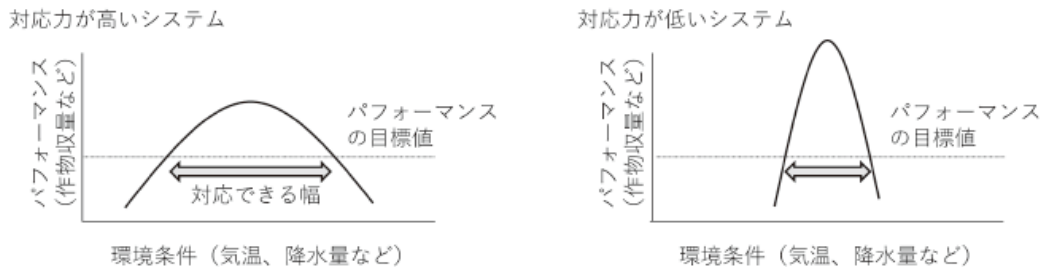 対応力が高いシステム
パフォーマンス
(作物収量など)
パフォーマンス
の目標値
対応できる幅
環境条件（気温、降水量など）
対応力が低いシステム
パフォーマンス
(作物収量など)
パフォーマンス
の目標値
環境条件（気温、降水量など）